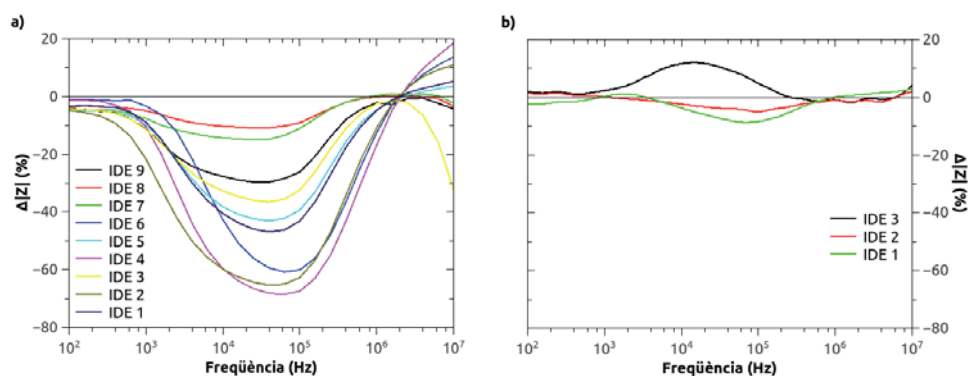 a)
20
0
−20
−40
−60
−80
Δ|Z| (%)
IDE 9
IDE 8
IDE 7
IDE 6
IDE 5
IDE 4
IDE 3
IDE 2
IDE 1
10² 10³ 10⁴ 10⁵ 10⁶ 10⁷
Freqüència (Hz)
b)
20
0
−20
−40
−60
−80
Δ|Z| (%)
IDE 3
IDE 2
IDE 1
10² 10³ 10⁴ 10⁵ 10⁶ 10⁷
Freqüència (Hz)